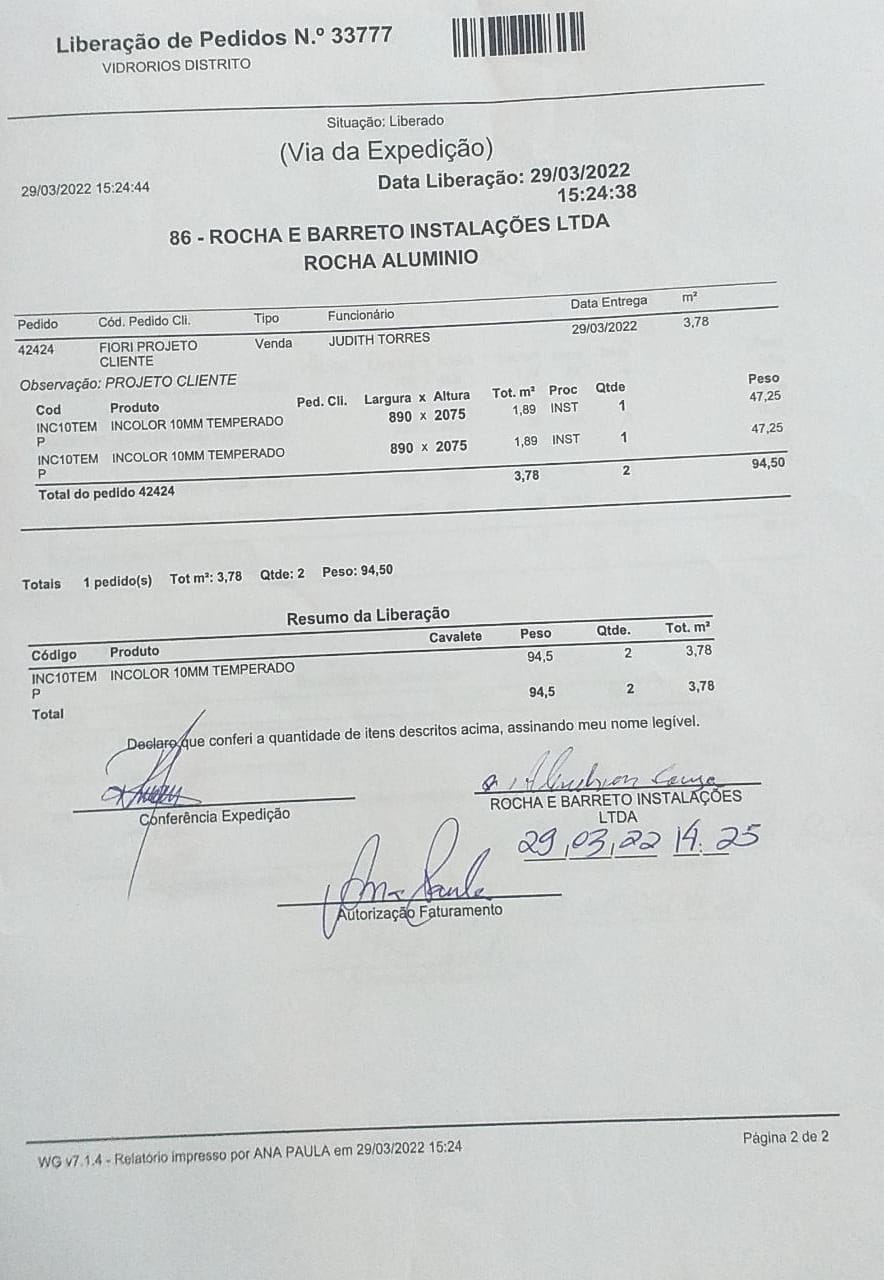 Liberação de Pedidos N.º 33777
VIDRORIOS DISTRITO
Situação: Liberado
(Via da Expedição)
29/03/2022 15:24:44
Data Liberação: 29/03/2022
15:24:38
86 - ROCHA E BARRETO INSTALAÇÕES LTDA
ROCHA ALUMINIO
Pedido Cód. Pedido Cli. Tipo Funcionário Data Entrega m²
42424 FIORI PROJETO CLIENTE Venda JUDITH TORRES 29/03/2022 3,78
Observação: PROJETO CLIENTE
Cod Produto Ped. Cli. Largura x Altura Tot. m² Proc Qtde Peso
INC10TEM INCOLOR 10MM TEMPERADO 890 x 2075 1,89 INST 1 47,25
P
INC10TEM INCOLOR 10MM TEMPERADO 890 x 2075 1,89 INST 1 47,25
P
Total do pedido 42424 3,78 2 94,50
Totais 1 pedido(s) Tot m²: 3,78 Qtde: 2 Peso: 94,50
Resumo da Liberação
Código Produto Cavalete Peso Qtde. Tot. m²
INC10TEM INCOLOR 10MM TEMPERADO 94,5 2 3,78
P
Total 94,5 2 3,78
Declaro que conferi a quantidade de itens descritos acima, assinando meu nome legível.
Conferência Expedição
ROCHA E BARRETO INSTALAÇÕES
LTDA
29,03,22 14:25
Ana Paula
Autorização Faturamento
WG v7.1.4 - Relatório impresso por ANA PAULA em 29/03/2022 15:24
Página 2 de 2